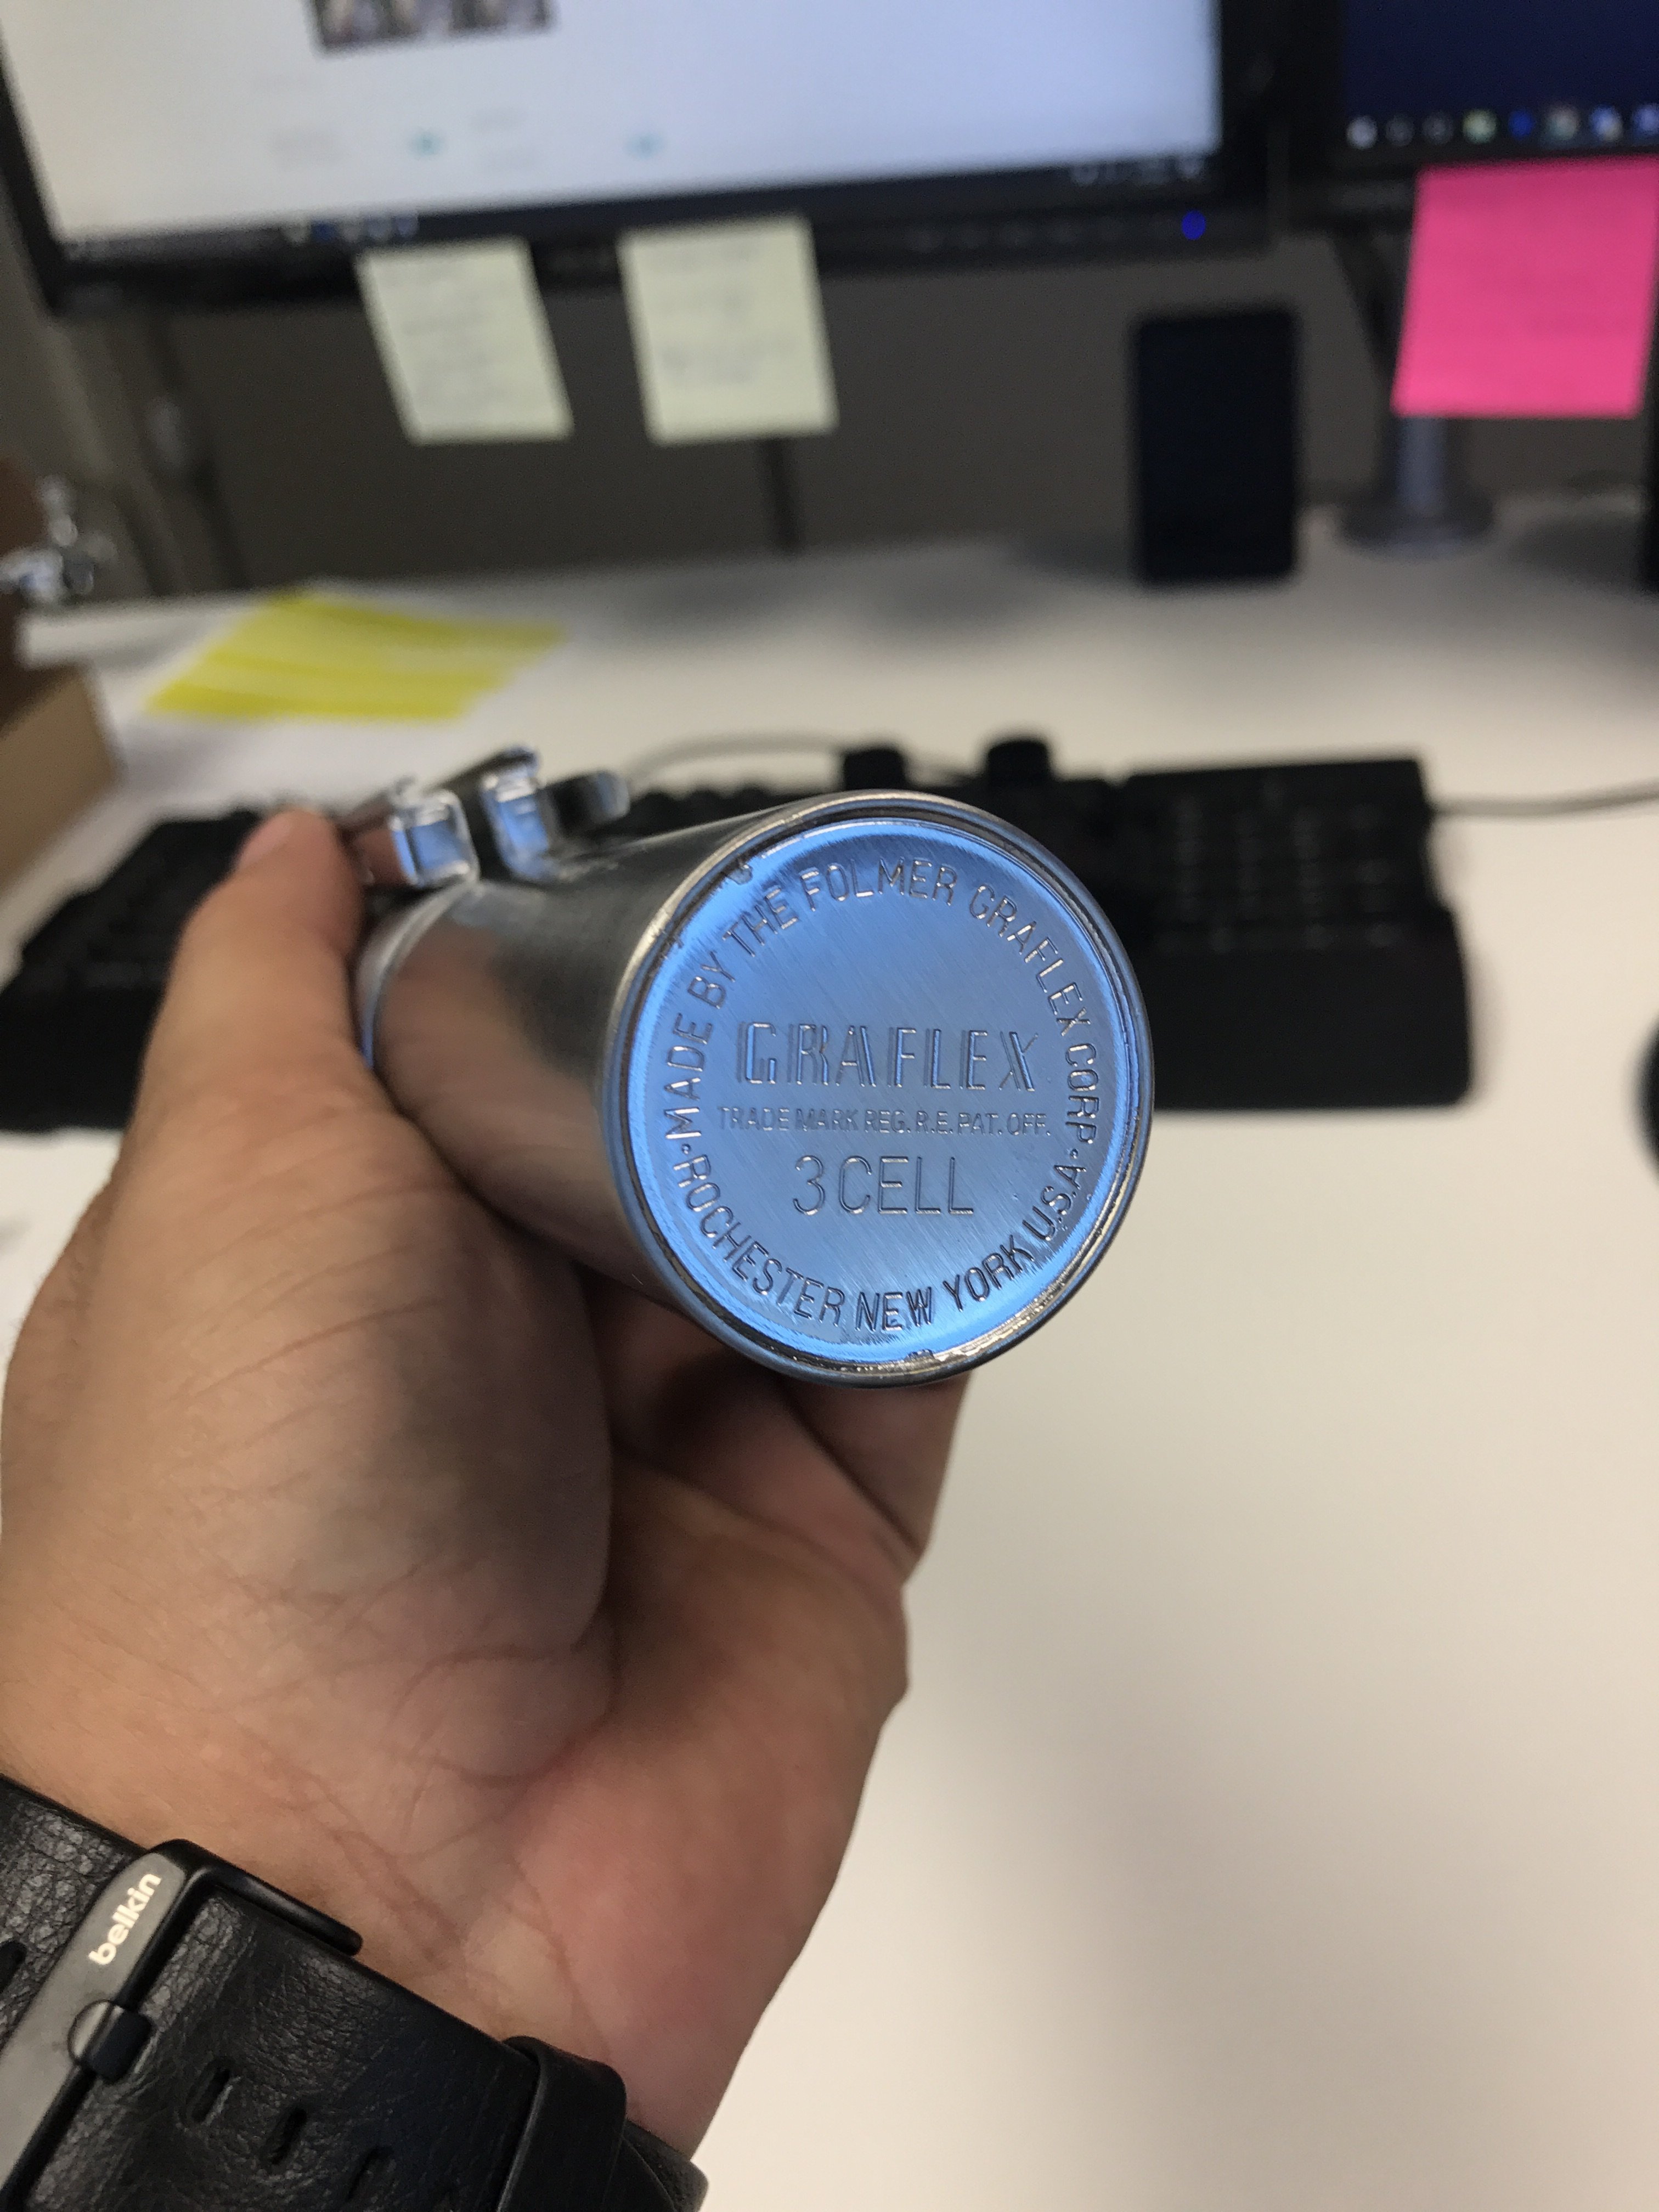 ·MADE BY THE FOLMER GRAFLEX CORP·
GRAFLEX
TRADE MARK REG. R.E. PAT. OFF.
3 CELL
ROCHESTER NEW YORK U.S.A.
belkin